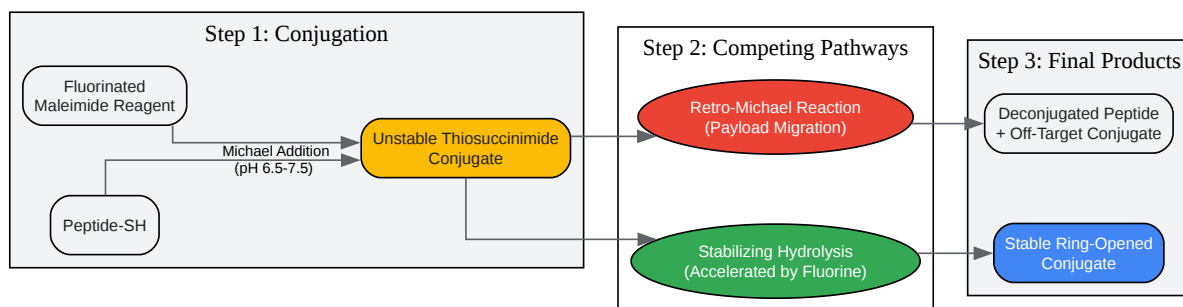 Step 1: Conjugation
Fluorinated
Maleimide Reagent
Peptide-SH
Michael Addition
(pH 6.5-7.5)
Unstable Thiosuccinimide
Conjugate
Step 2: Competing Pathways
Retro-Michael Reaction
(Payload Migration)
Stabilizing Hydrolysis
(Accelerated by Fluorine)
Step 3: Final Products
Deconjugated Peptide
+ Off-Target Conjugate
Stable Ring-Opened
Conjugate